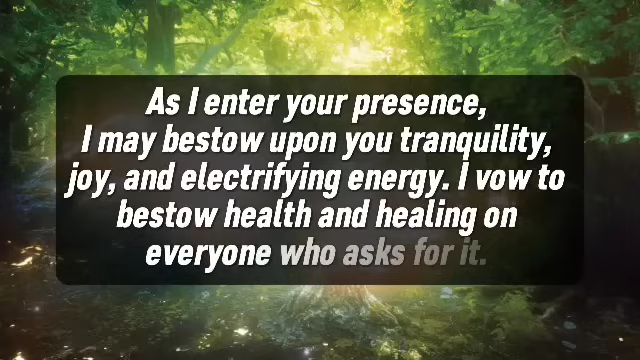 As I enter your presence,
I may bestow upon you tranquility,
joy, and electrifying energy. I vow to
bestow health and healing on
everyone who asks for it.